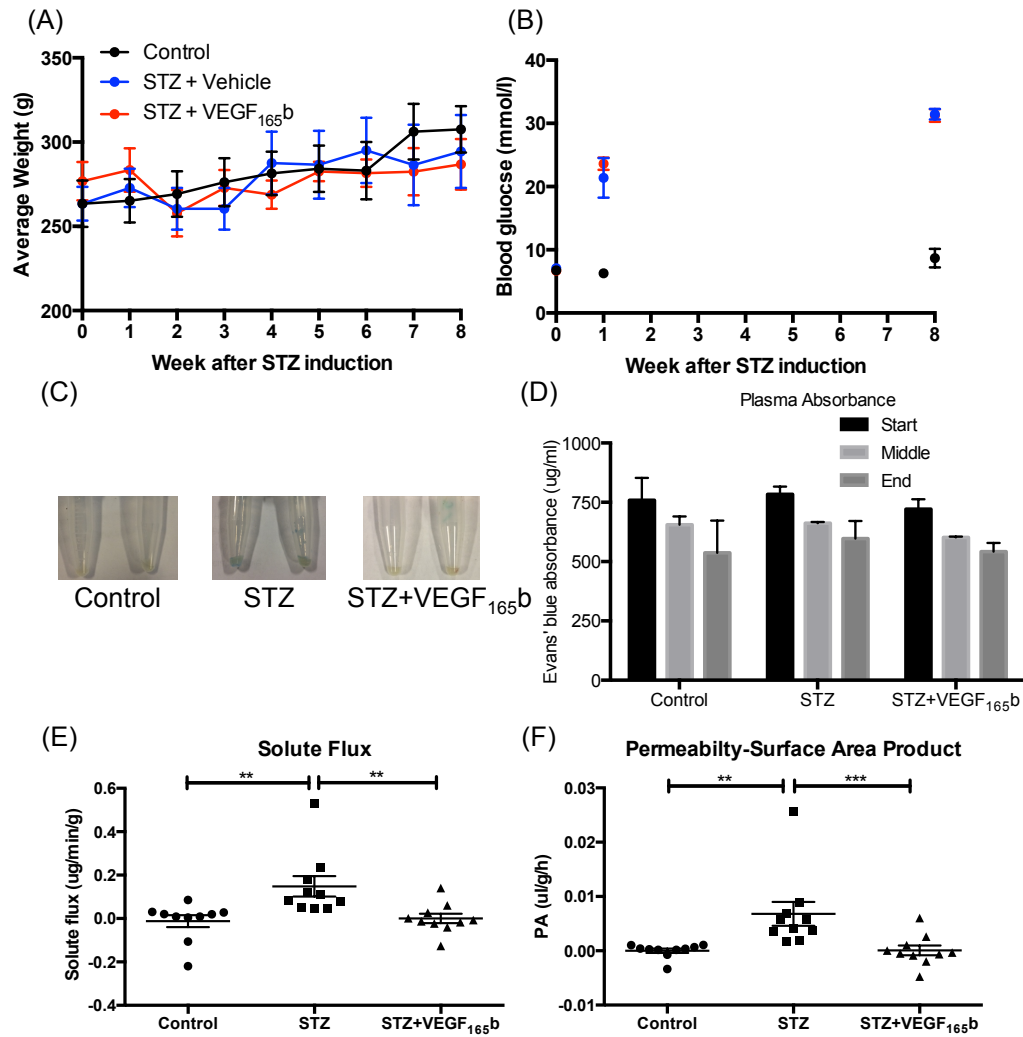 (A)
Control
STZ + Vehicle
STZ + VEGF165b
Average Weight (g)
350
300
250
200
0 1 2 3 4 5 6 7 8
Week after STZ induction
(B)
Blood glucose (mmol/l)
40
30
20
10
0
0 1 2 3 4 5 6 7 8
Week after STZ induction
(C)
Control STZ STZ+VEGF165b
(D)
Plasma Absorbance
Start
Middle
End
Evans' blue absorbance (ug/ml)
1000
750
500
250
0
Control STZ STZ+VEGF165b
(E)
Solute Flux
** **
Solute flux (ug/min/g)
0.6
0.4
0.2
0.0
-0.2
-0.4
Control STZ STZ+VEGF165b
(F)
Permeabilty-Surface Area Product
** ***
PA (ul/g/h)
0.03
0.02
0.01
0.00
-0.01
Control STZ STZ+VEGF165b